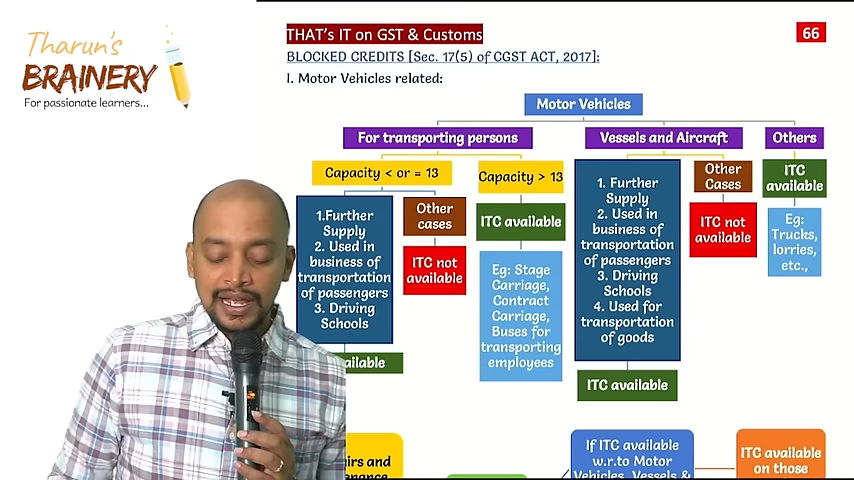 Tharun's
BRAINERY
For passionate learners...
THAT's IT on GST & Customs
66
BLOCKED CREDITS [Sec. 17(5) of CGST ACT, 2017]:
I. Motor Vehicles related:
Motor Vehicles
For transporting persons
Vessels and Aircraft
Others
Capacity < or = 13
Capacity > 13
1.Further
Supply
2. Used in
business of
transportation
of passengers
3. Driving
Schools
Other
cases
ITC not
available
ITC available
Eg: Stage
Carriage,
Contract
Carriage,
Buses for
transporting
employees
1. Further
Supply
2. Used in
business of
transportation
of passengers
3. Driving
Schools
4. Used for
transportation
of goods
ITC available
Other
Cases
ITC not
available
ITC
available
Eg:
Trucks,
lorries,
etc.,
If ITC available
w.r.to Motor
Vehicles, Vessels &
ITC available
on those